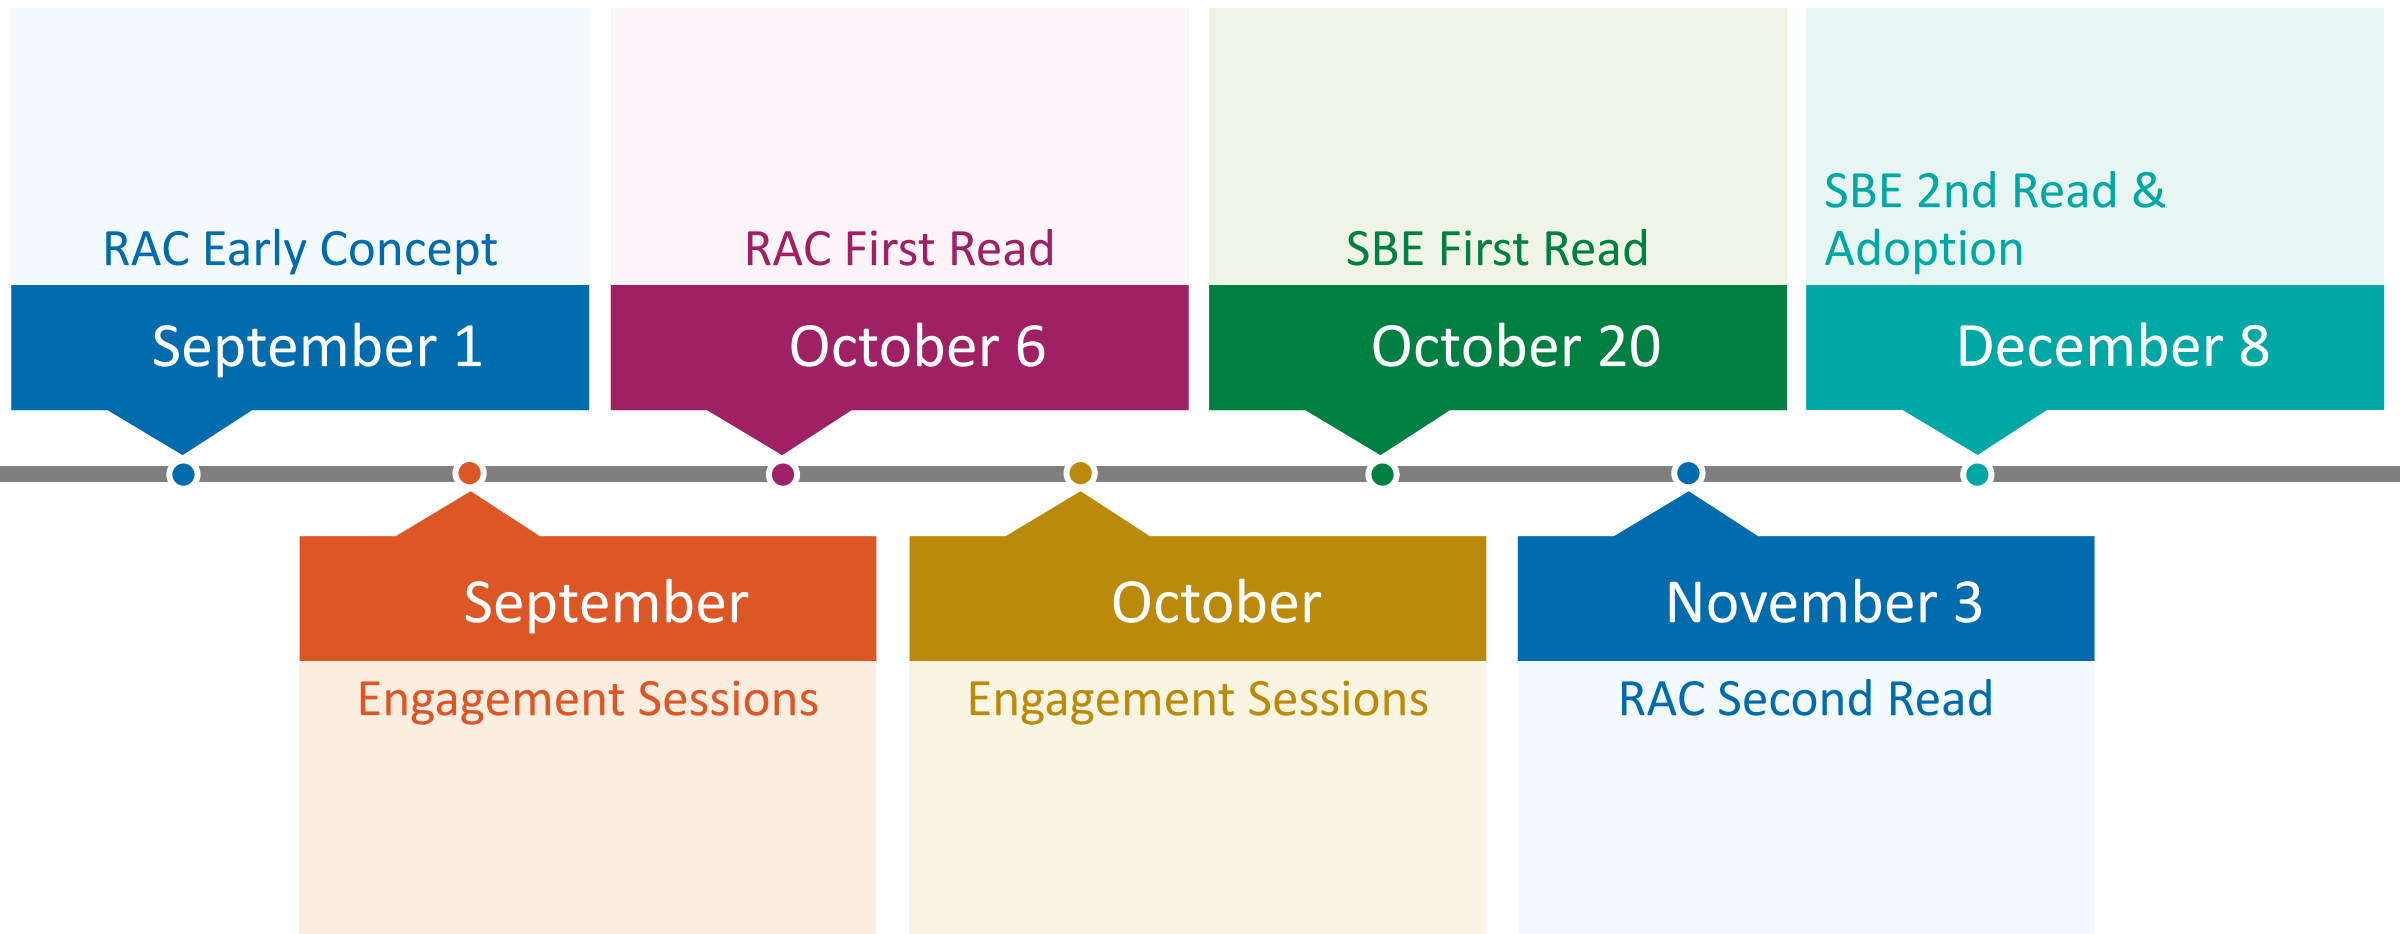 RAC Early Concept
September 1
September
Engagement Sessions
RAC First Read
October 6
October
Engagement Sessions
SBE First Read
October 20
November 3
RAC Second Read
SBE 2nd Read &
Adoption
December 8